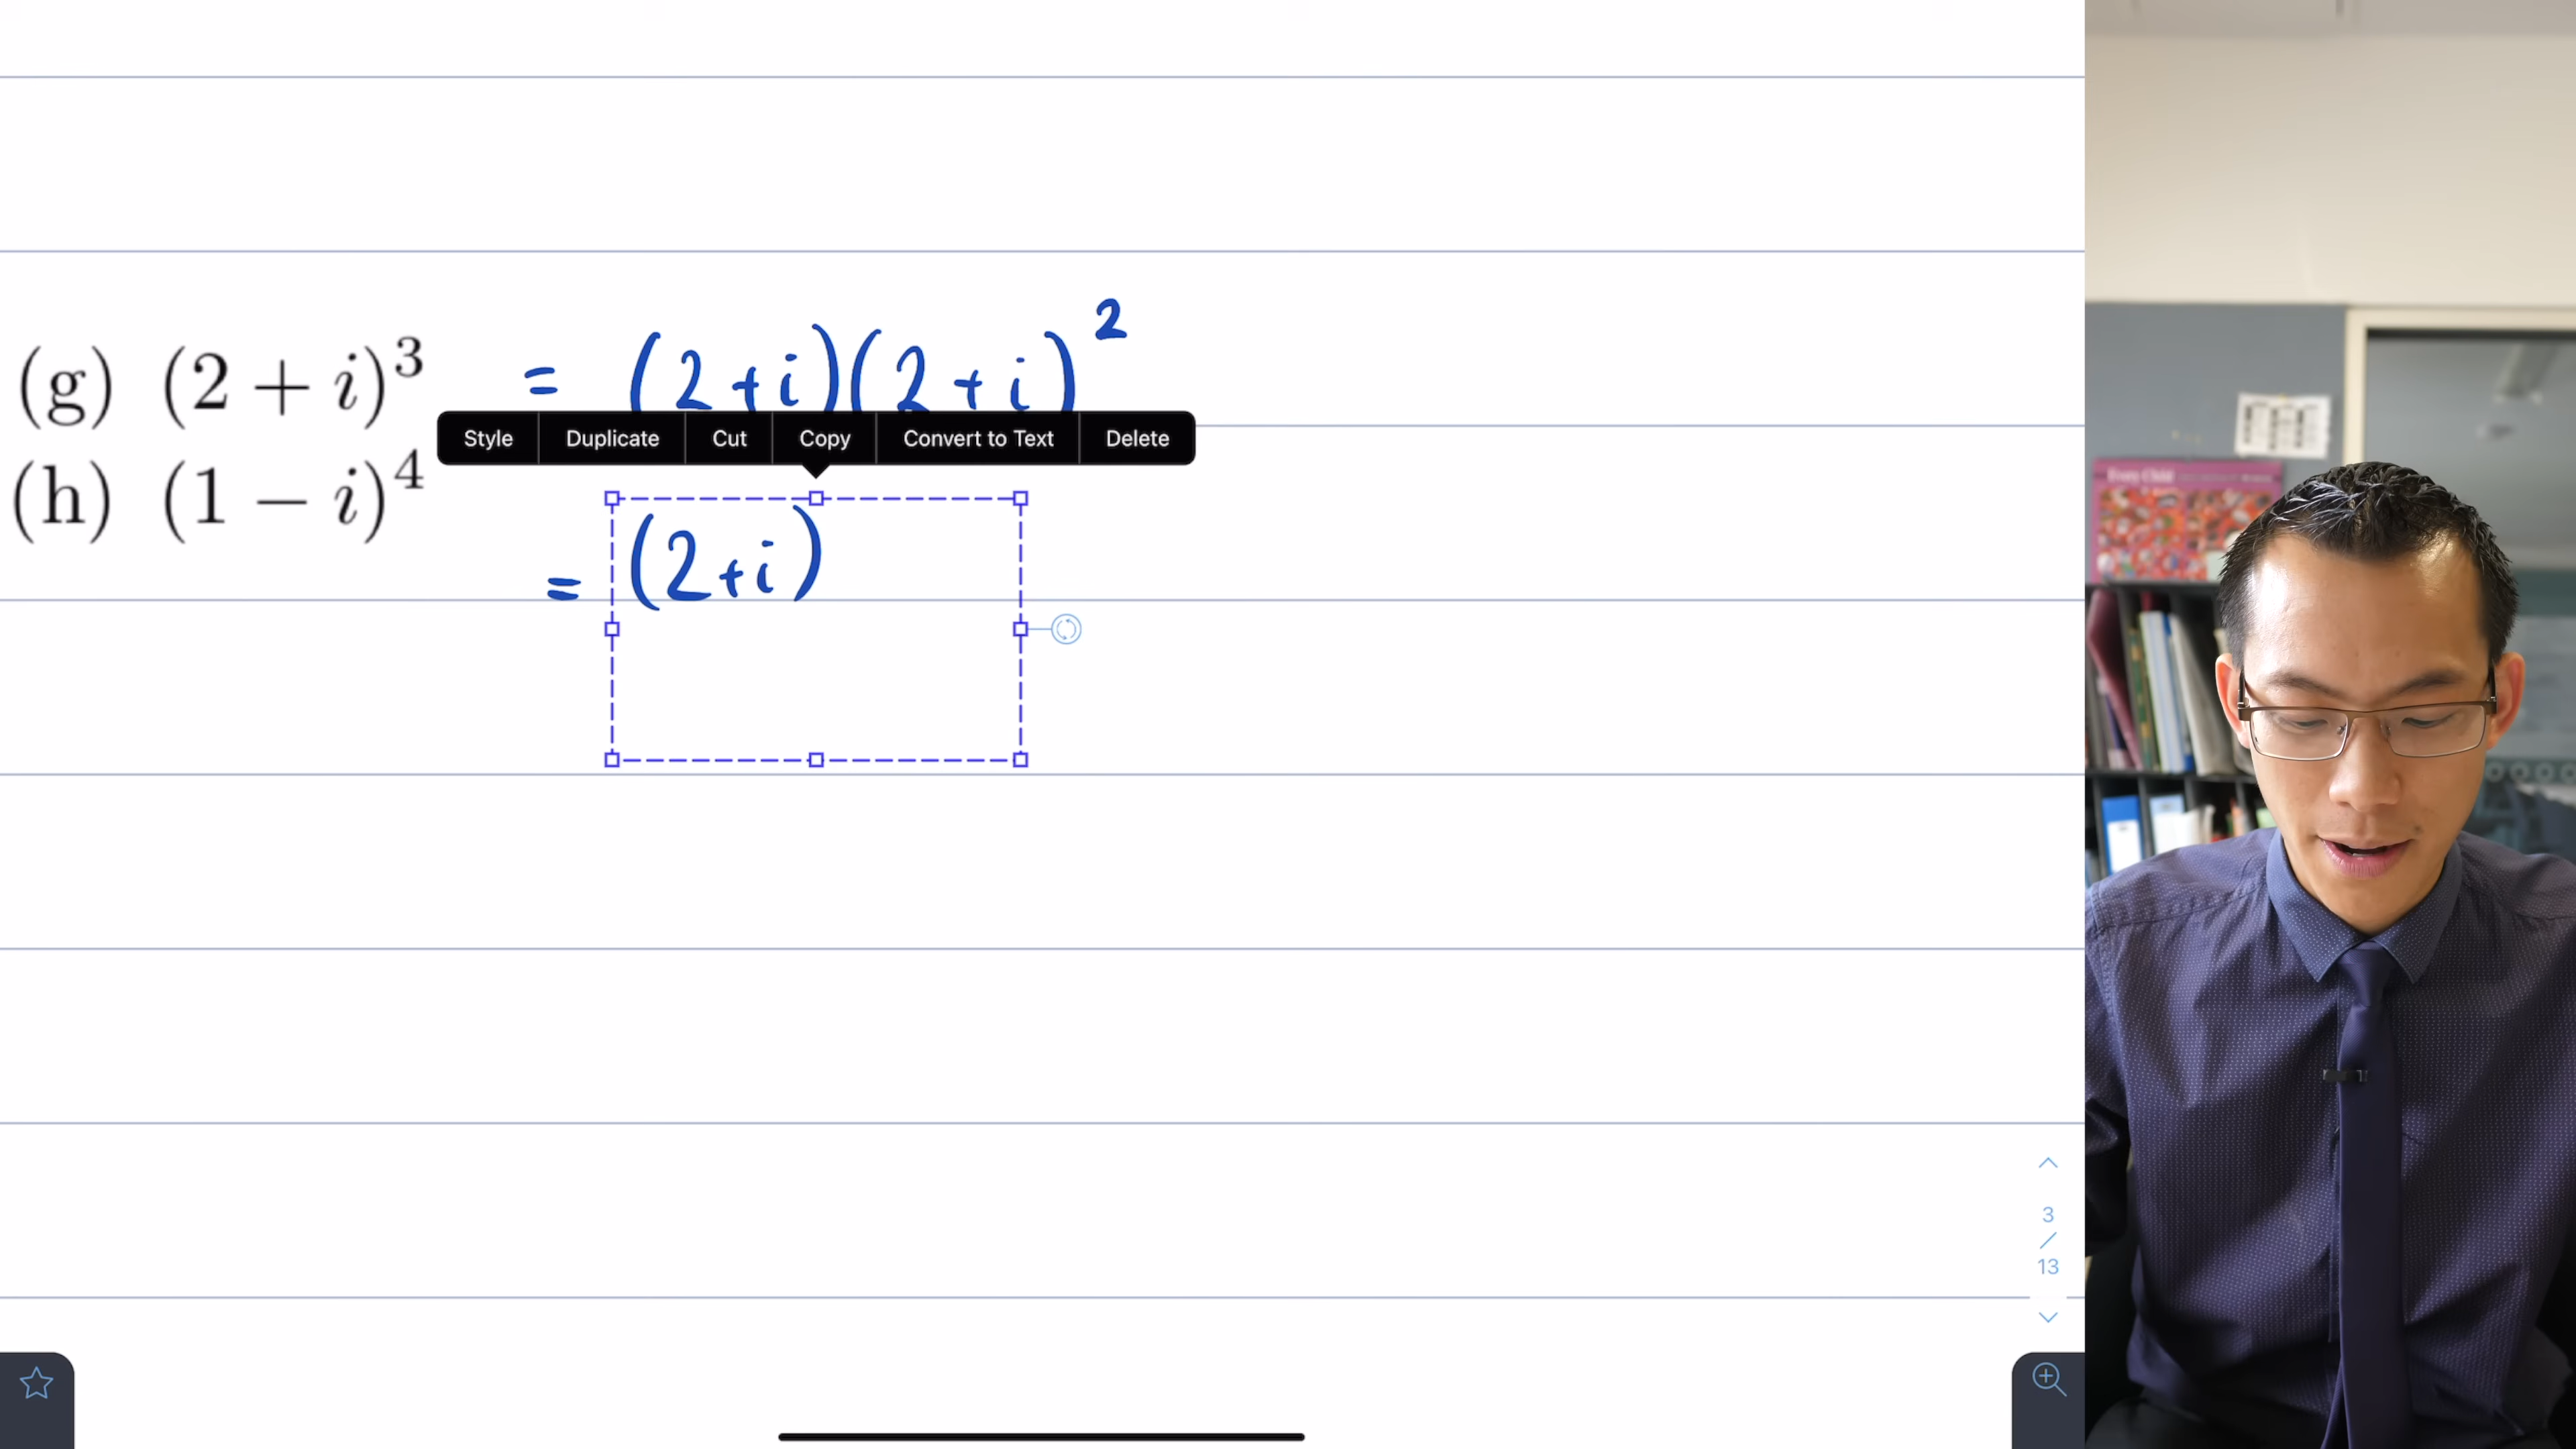 (g) (2 + i)³ = (2 + i)(2 + i)²
Style Duplicate Cut Copy Convert to Text Delete
(h) (1 − i)⁴
= (2+i)
3
/
13